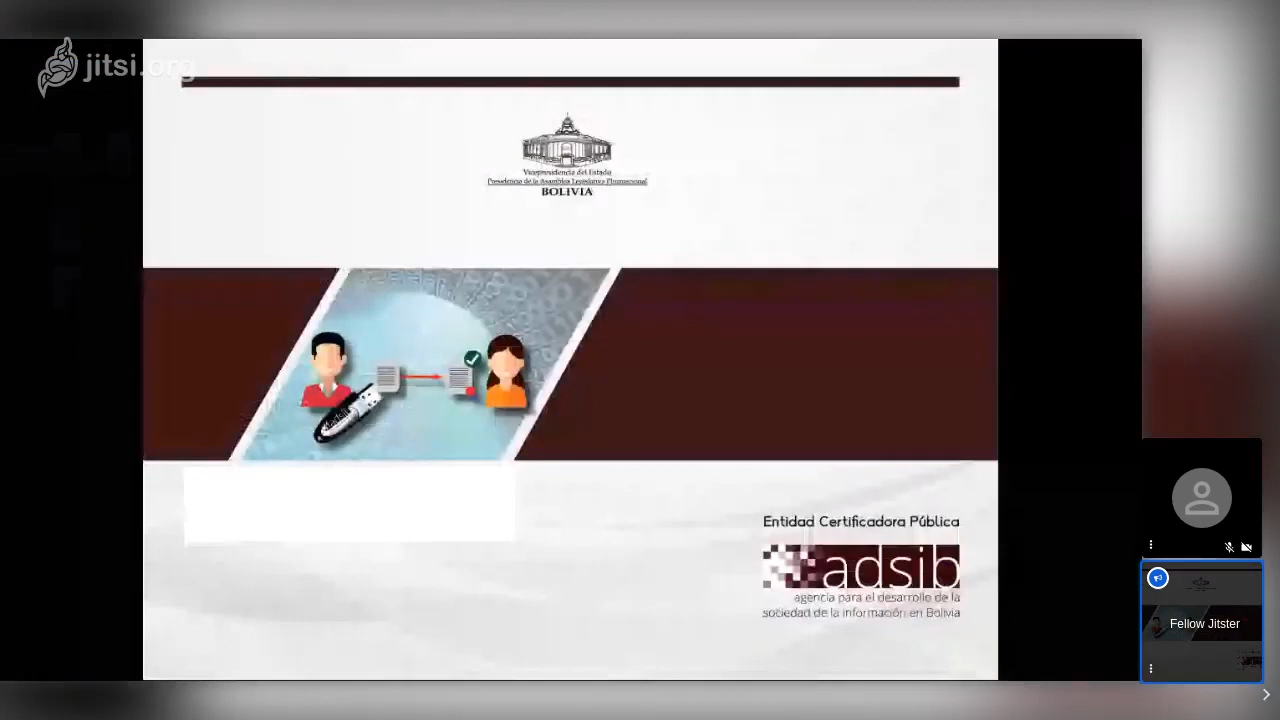 jitsi.org
Vicepresidencia del Estado
Presidencia de la Asamblea Legislativa Plurinacional
BOLIVIA
adsib
Entidad Certificadora Pública
adsib
agencia para el desarrollo de la
sociedad de la información en Bolivia
Fellow Jitster